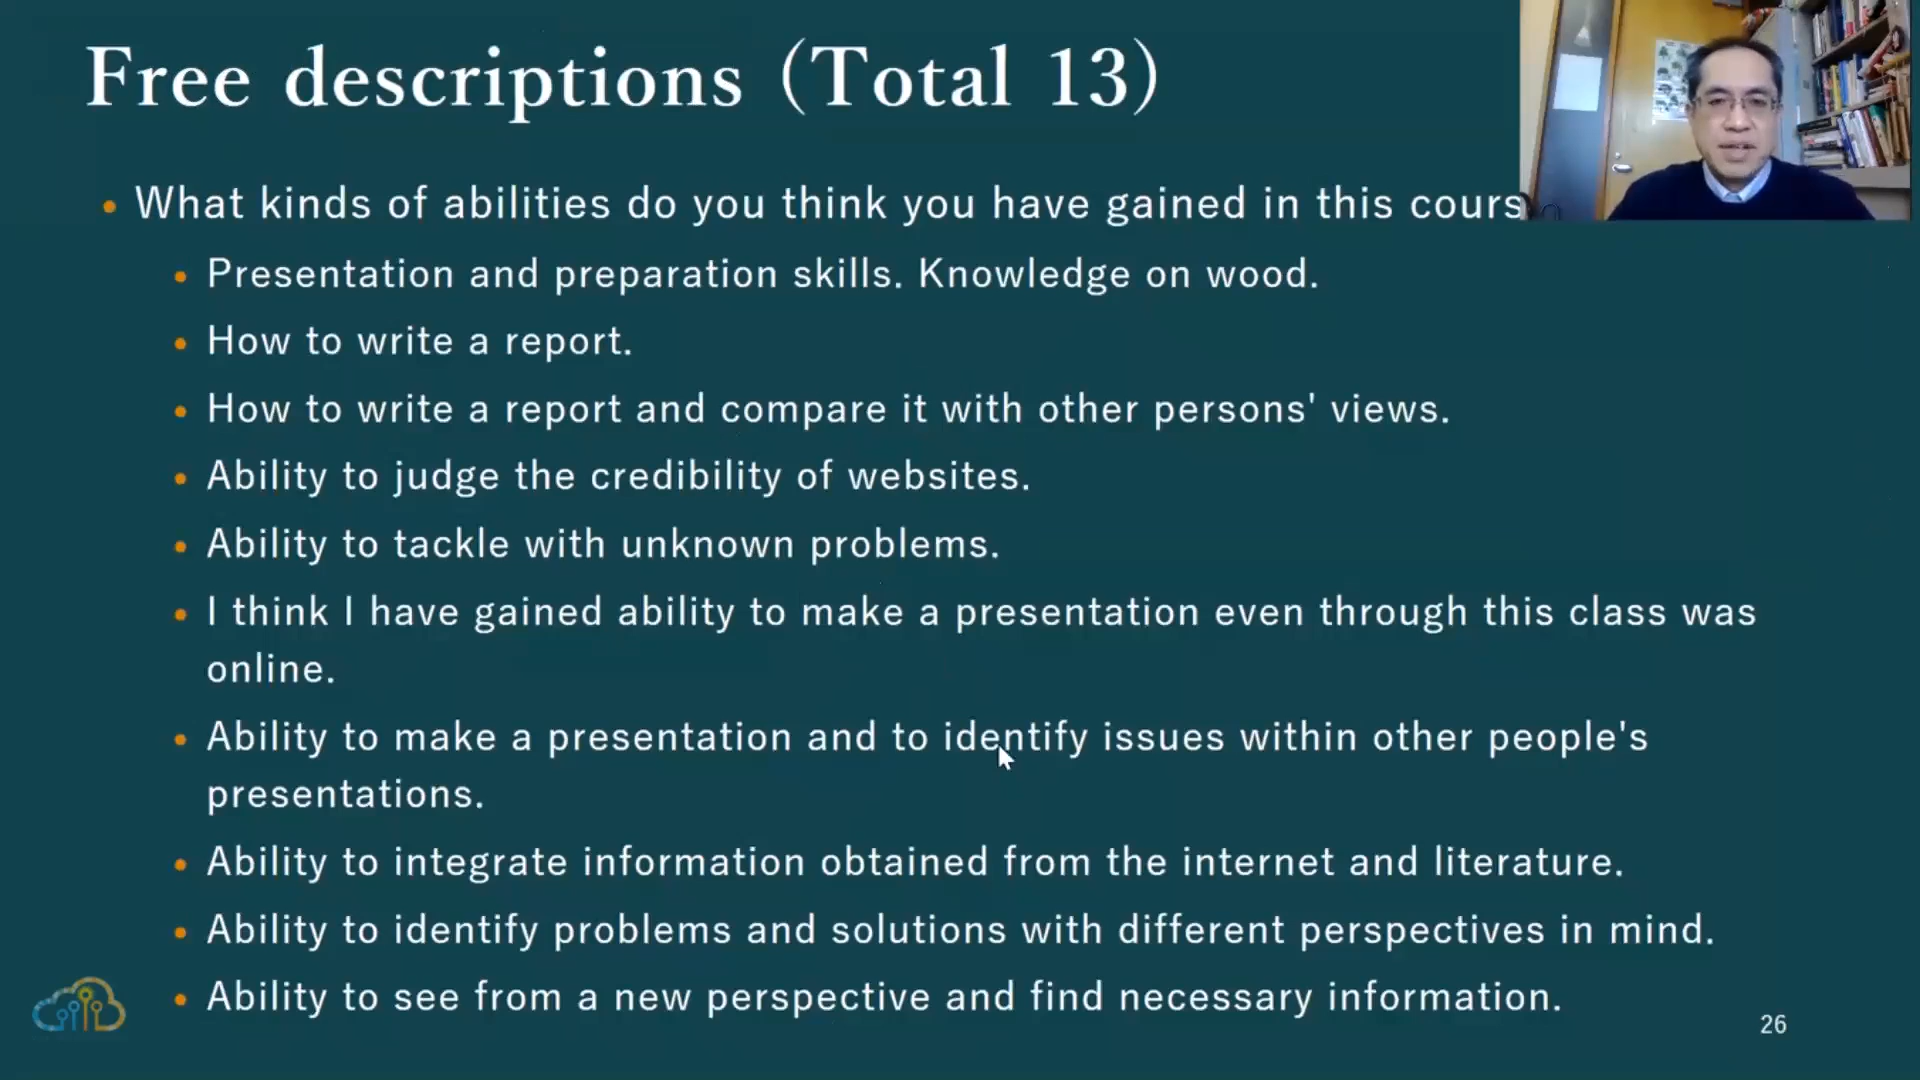 Free descriptions (Total 13)
• What kinds of abilities do you think you have gained in this cours
• Presentation and preparation skills. Knowledge on wood.
• How to write a report.
• How to write a report and compare it with other persons' views.
• Ability to judge the credibility of websites.
• Ability to tackle with unknown problems.
• I think I have gained ability to make a presentation even through this class was
online.
• Ability to make a presentation and to identify issues within other people's
presentations.
• Ability to integrate information obtained from the internet and literature.
• Ability to identify problems and solutions with different perspectives in mind.
• Ability to see from a new perspective and find necessary information.
26